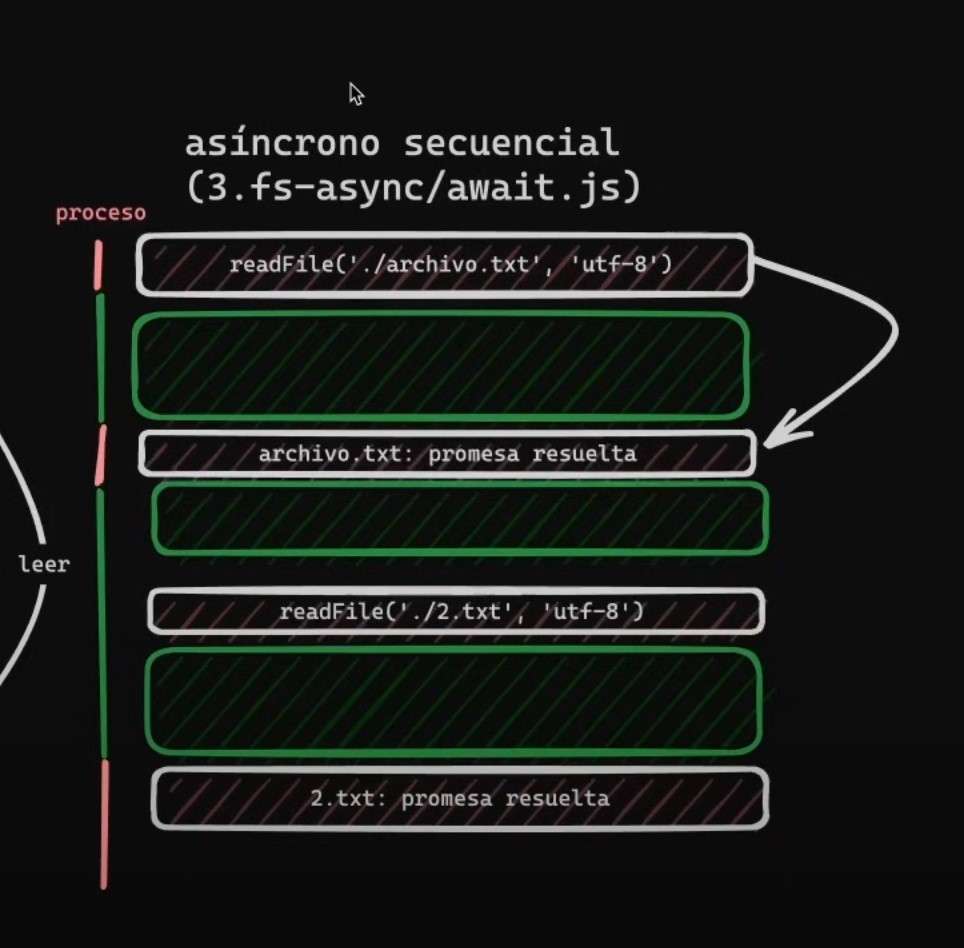 asíncrono secuencial
(3.fs-async/await.js)
proceso
readFile('./archivo.txt', 'utf-8')
archivo.txt: promesa resuelta
leer
readFile('./2.txt', 'utf-8')
2.txt: promesa resuelta